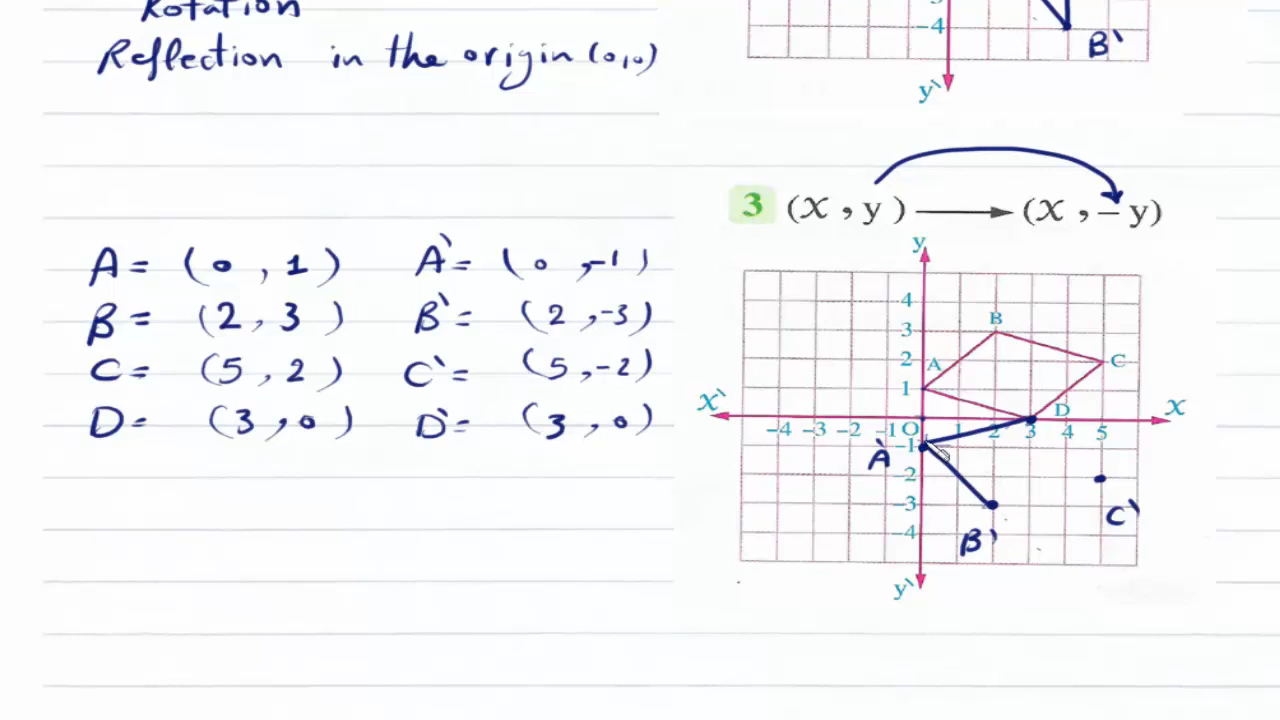 Rotation
Reflection in the origin (0,0)
A = (0 , 1) A` = (0 , -1)
B = (2 , 3) B` = (2 , -3)
C = (5 , 2) C` = (5 , -2)
D = (3 , 0) D` = (3 , 0)
-4
B`
y`
3 (X , y) ⟶ (X , - y)
y
4
3
2
1
B
A
C
D
X`
X
-4 -3 -2 -1 O 1 2 3 4 5
-1
-2
-3
-4
A`
B`
C`
y`